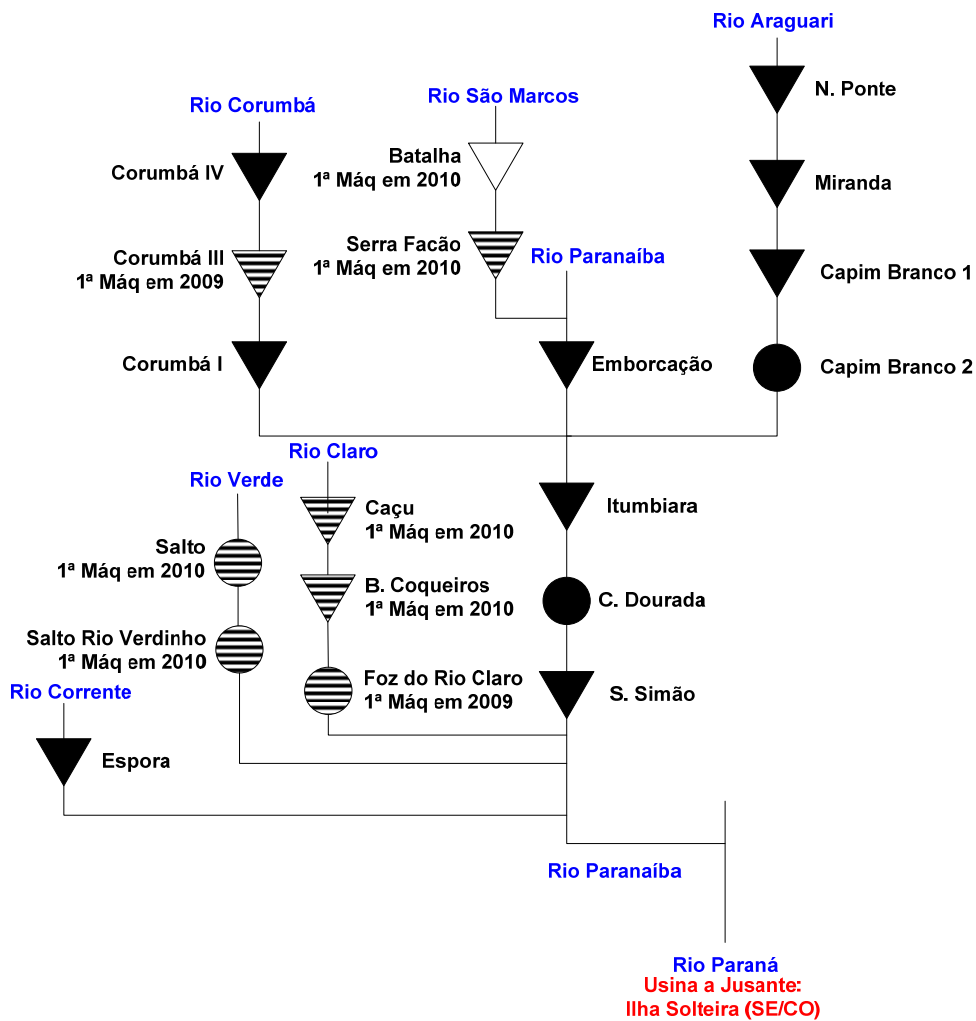 Rio Araguari
N. Ponte
Rio São Marcos
Rio Corumbá
Batalha
1ª Máq em 2010
Corumbá IV
Miranda
Serra Facão
1ª Máq em 2010
Rio Paranaíba
Corumbá III
1ª Máq em 2009
Capim Branco 1
Corumbá I
Emborcação
Capim Branco 2
Rio Claro
Rio Verde
Caçu
1ª Máq em 2010
Itumbiara
Salto
1ª Máq em 2010
B. Coqueiros
1ª Máq em 2010
C. Dourada
Salto Rio Verdinho
1ª Máq em 2010
Foz do Rio Claro
1ª Máq em 2009
S. Simão
Rio Corrente
Espora
Rio Paranaíba
Rio Paraná
Usina a Jusante:
Ilha Solteira (SE/CO)